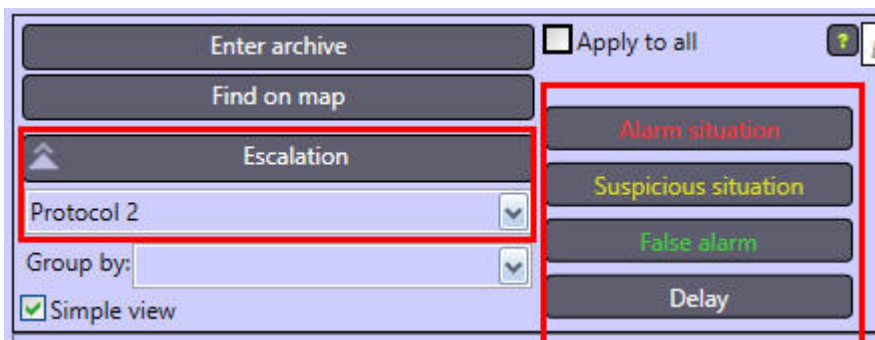 Enter archive
Find on map
Escalation
Protocol 2
Group by:
Simple view
Apply to all
?
Alarm situation
Suspicious situation
False alarm
Delay